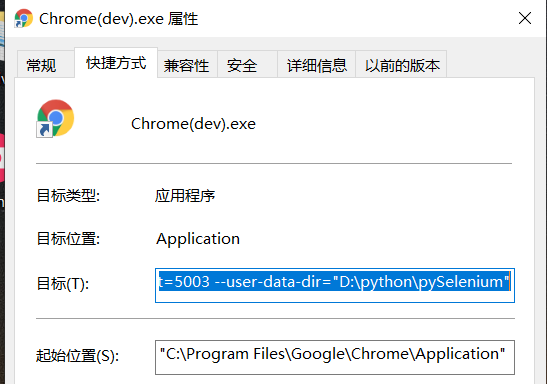 Chrome(dev).exe 属性
常规 快捷方式 兼容性 安全 详细信息 以前的版本
Chrome(dev).exe
目标类型: 应用程序
目标位置: Application
目标(T): t=5003 --user-data-dir="D:\python\pySelenium"
起始位置(S): "C:\Program Files\Google\Chrome\Application"